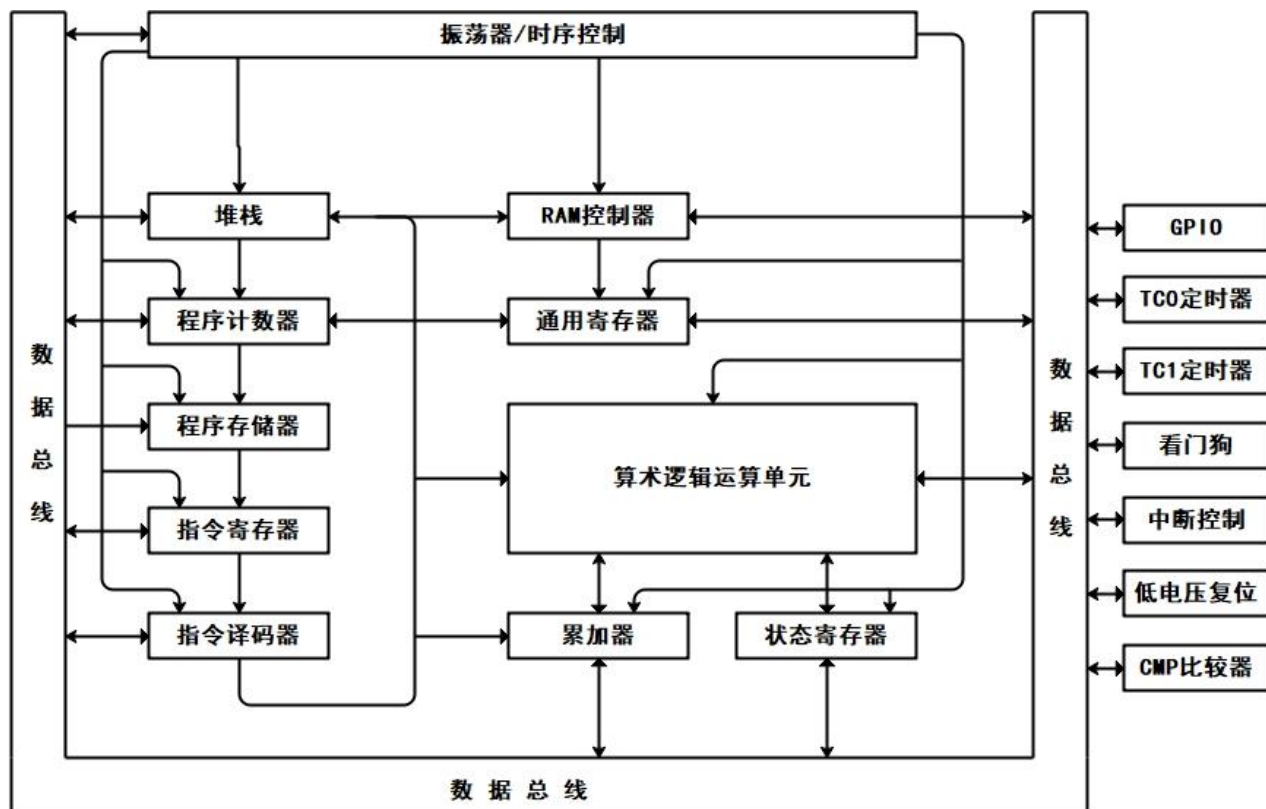 振荡器/时序控制
堆栈
RAM控制器
GPIO
TC0定时器
程序计数器
通用寄存器
数据总线
数据总线
TC1定时器
程序存储器
看门狗
算术逻辑运算单元
指令寄存器
中断控制
低电压复位
指令译码器
累加器
状态寄存器
CMP比较器
数据总线